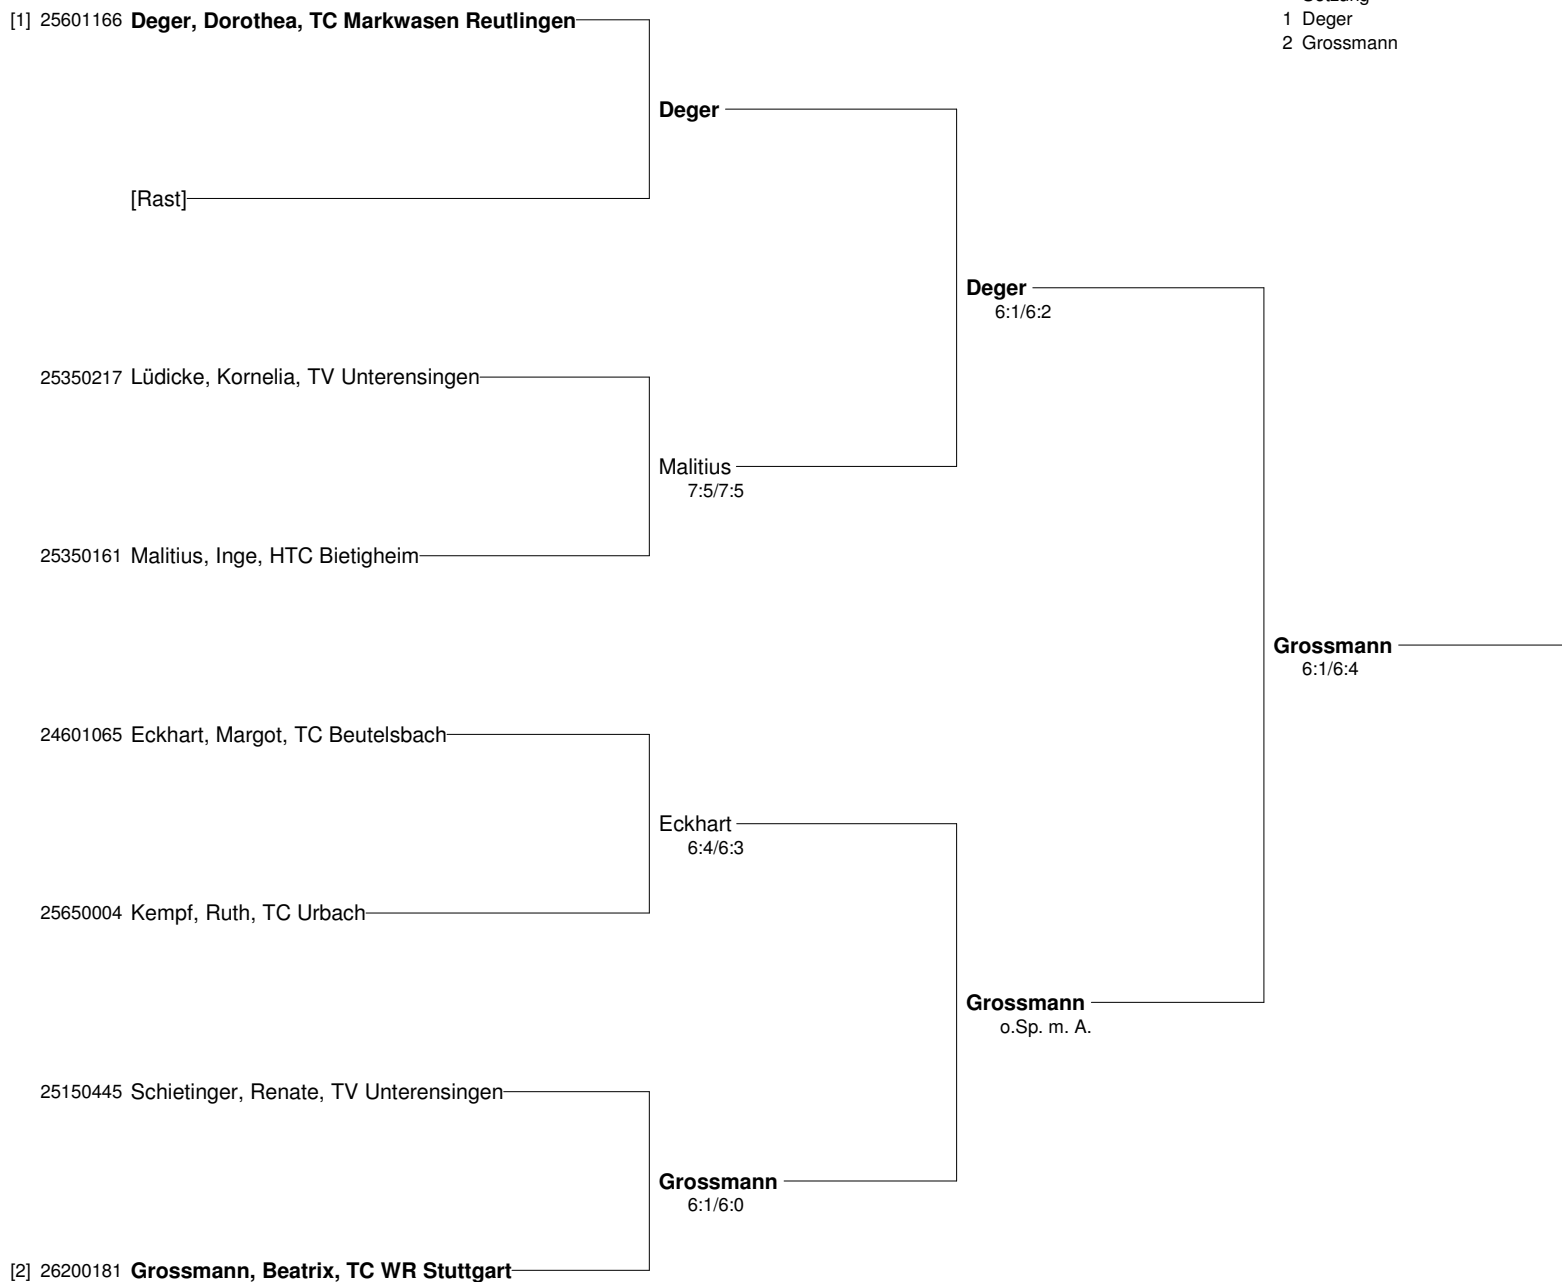 Setzung
1 Deger
2 Grossmann
[1] 25601166 Deger, Dorothea, TC Markwasen Reutlingen
Deger
[Rast]
Deger
6:1/6:2
25350217 Lüdicke, Kornelia, TV Unterensingen
Malitius
7:5/7:5
25350161 Malitius, Inge, HTC Bietigheim
Grossmann
6:1/6:4
24601065 Eckhart, Margot, TC Beutelsbach
Eckhart
6:4/6:3
25650004 Kempf, Ruth, TC Urbach
Grossmann
o.Sp. m. A.
25150445 Schietinger, Renate, TV Unterensingen
Grossmann
6:1/6:0
[2] 26200181 Grossmann, Beatrix, TC WR Stuttgart